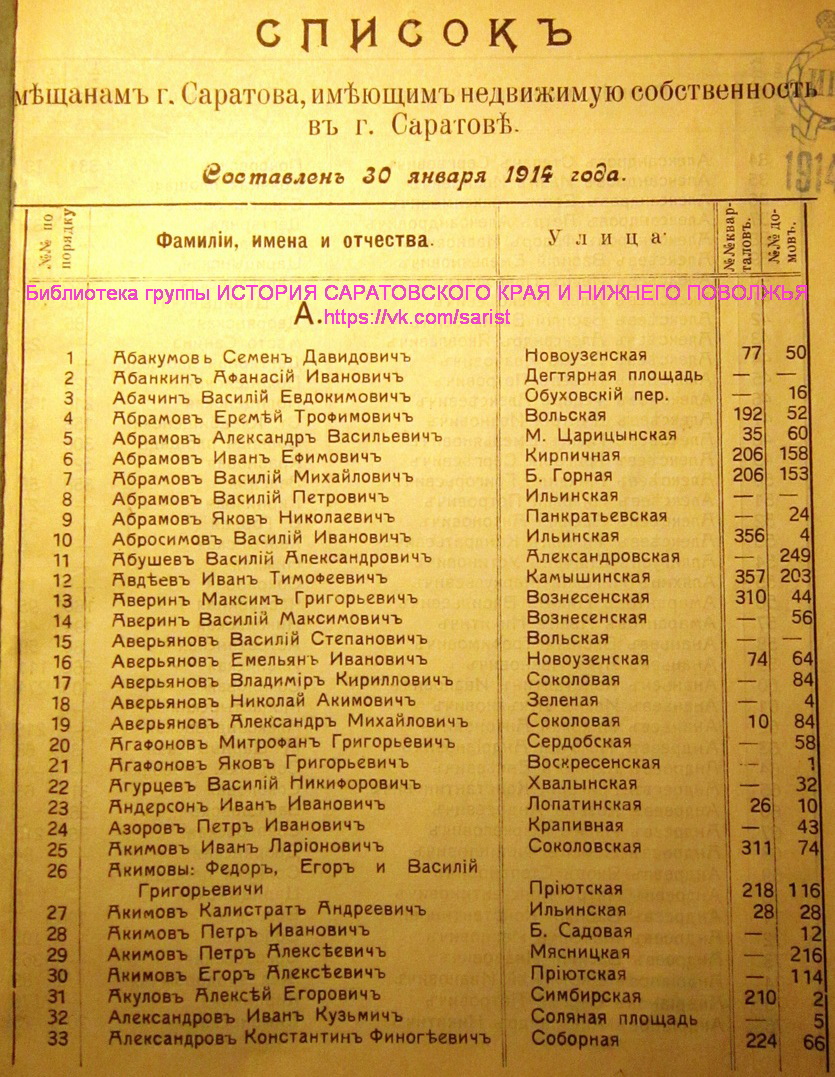 СПИСОКЪ
мѣщанамъ г. Саратова, имѣющимъ недвижимую собственность
въ г. Саратовѣ.
Составленъ 30 января 1914 года.
№№ по порядку Фамиліи, имена и отчества. Улица №№ кварталовъ. №№ домовъ.
Библиотека группы ИСТОРИЯ САРАТОВСКОГО КРАЯ И НИЖНЕГО ПОВОЛЖЬЯ
А.
https://vk.com/sarist
1 Абакумовъ Семенъ Давидовичъ Новоузенская 77 50
2 Абанкинъ Афанасій Ивановичъ Дегтярная площадь — —
3 Абачинъ Василій Евдокимовичъ Обуховскій пер. — 16
4 Абрамовъ Еремѣй Трофимовичъ Вольская 192 52
5 Абрамовъ Александръ Васильевичъ М. Царицынская 35 60
6 Абрамовъ Иванъ Ефимовичъ Кирпичная 206 158
7 Абрамовъ Василій Михайловичъ Б. Горная 206 153
8 Абрамовъ Василій Петровичъ Ильинская — —
9 Абрамовъ Яковъ Николаевичъ Панкратьевская — 24
10 Абросимовъ Василій Ивановичъ Ильинская 356 4
11 Абушевъ Василій Александровичъ Александровская — 249
12 Авдѣевъ Иванъ Тимофеевичъ Камышинская 357 203
13 Аверинъ Максимъ Григорьевичъ Вознесенская 310 44
14 Аверинъ Василій Максимовичъ Вознесенская — 56
15 Аверьяновъ Василій Степановичъ Вольская — —
16 Аверьяновъ Емельянъ Ивановичъ Новоузенская 74 64
17 Аверьяновъ Владиміръ Кирилловичъ Соколовая — 84
18 Аверьяновъ Николай Акимовичъ Зеленая — 4
19 Аверьяновъ Александръ Михайловичъ Соколовая 10 84
20 Агафоновъ Митрофанъ Григорьевичъ Сердобская — 58
21 Агафоновъ Яковъ Григорьевичъ Воскресенская — 1
22 Агурцевъ Василій Никифоровичъ Хвалынская — 32
23 Андерсонъ Иванъ Ивановичъ Лопатинская 26 10
24 Азоровъ Петръ Ивановичъ Крапивная — 43
25 Акимовъ Иванъ Ларіоновичъ Соколовская 311 74
26 Акимовы: Федоръ, Егоръ и Василій
Григорьевичи Пріютская 218 116
27 Акимовъ Калистратъ Андреевичъ Ильинская 28 28
28 Акимовъ Петръ Ивановичъ Б. Садовая — 12
29 Акимовъ Петръ Алексѣевичъ Мясницкая — 216
30 Акимовъ Егоръ Алексѣевичъ Пріютская — 114
31 Акуловъ Алексѣй Егоровичъ Симбирская 210 2
32 Александровъ Иванъ Кузьмичъ Соляная площадь — 5
33 Александровъ Константинъ Финогѣевичъ Соборная 224 66
1914